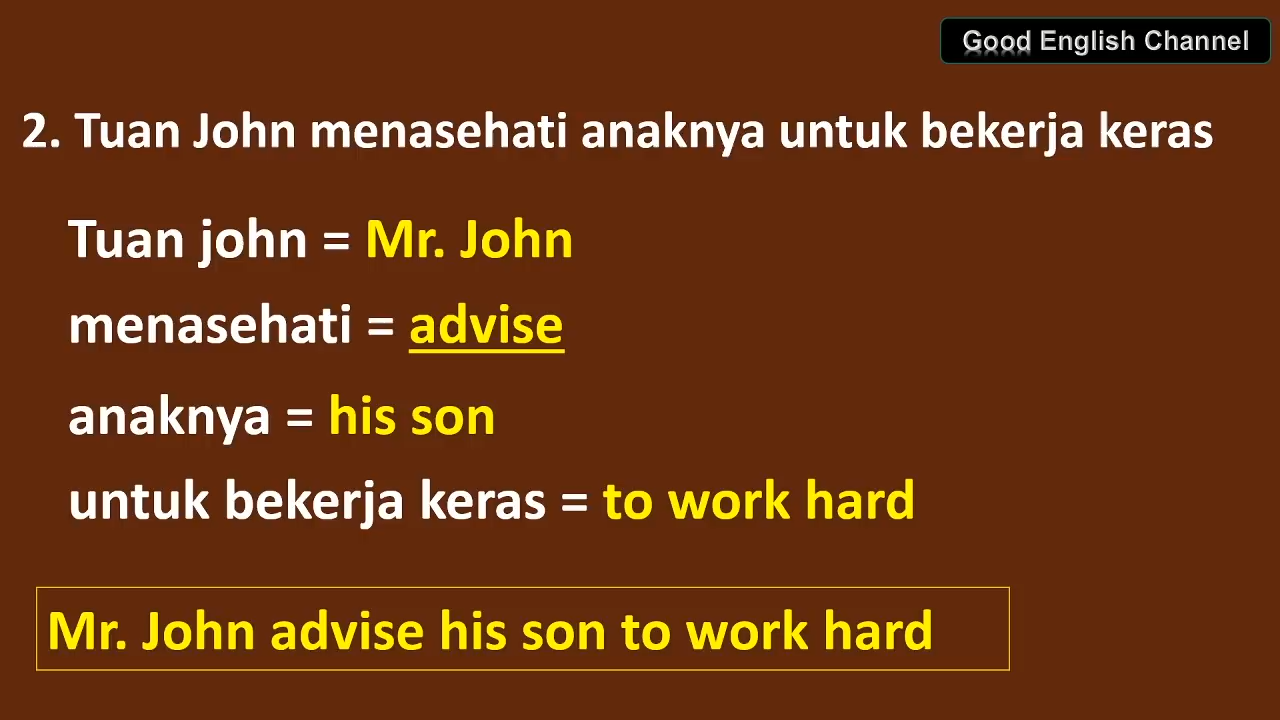 Good English Channel
2. Tuan John menasehati anaknya untuk bekerja keras
Tuan john = Mr. John
menasehati = advise
anaknya = his son
untuk bekerja keras = to work hard
Mr. John advise his son to work hard